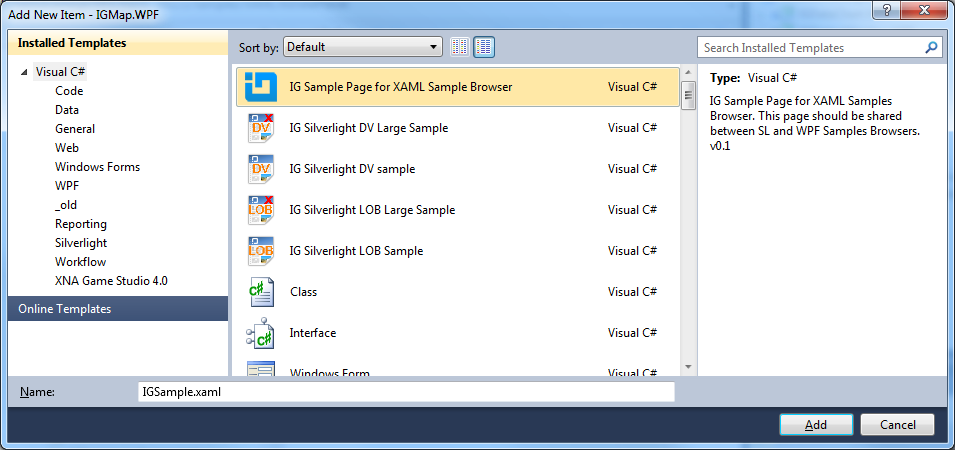 Add New Item - IGMap.WPF
Installed Templates
Visual C#
Code
Data
General
Web
Windows Forms
WPF
_old
Reporting
Silverlight
Workflow
XNA Game Studio 4.0
Online Templates
Sort by: Default
IG Sample Page for XAML Sample Browser Visual C#
IG Silverlight DV Large Sample Visual C#
IG Silverlight DV sample Visual C#
IG Silverlight LOB Large Sample Visual C#
IG Silverlight LOB Sample Visual C#
Class Visual C#
Interface Visual C#
Windows Form Visual C#
Search Installed Templates
Type: Visual C#
IG Sample Page for XAML Samples
Browser. This page should be shared
between SL and WPF Samples Browsers.
v0.1
Name: IGSample.xaml
Add Cancel